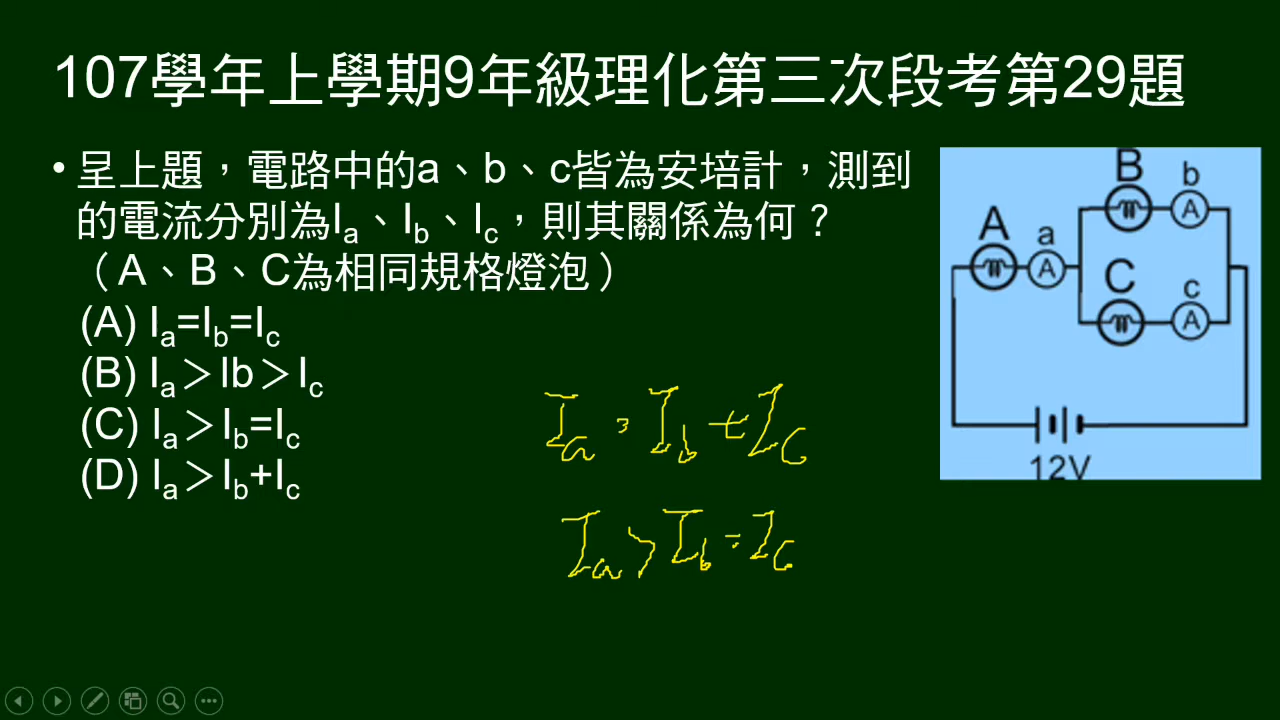 107學年上學期9年級理化第三次段考第29題
• 呈上題，電路中的a、b、c皆為安培計，測到
的電流分別為Ia、Ib、Ic，則其關係為何？
（A、B、C為相同規格燈泡）
(A) Ia=Ib=Ic
(B) Ia＞Ib＞Ic
(C) Ia＞Ib=Ic
(D) Ia＞Ib+Ic
Ia = Ib + Ic
Ia > Ib = Ic
B b
A
A a
A
C c
A
12V